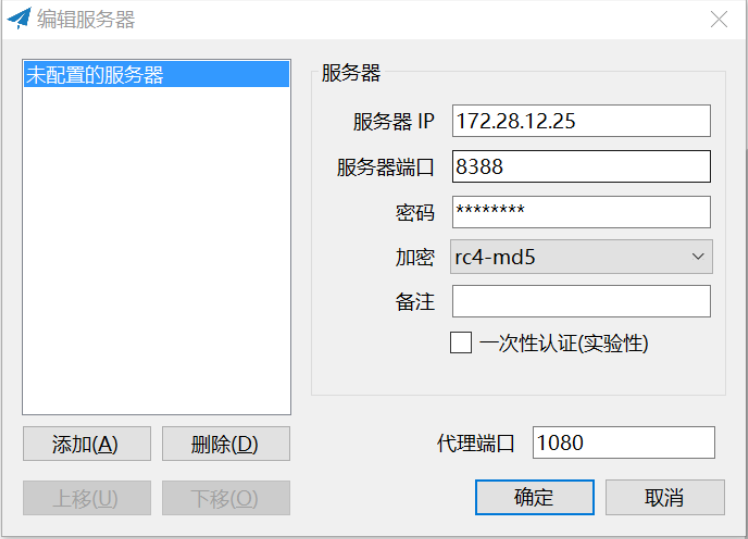 编辑服务器
未配置的服务器
服务器
服务器 IP 172.28.12.25
服务器端口 8388
密码 ********
加密 rc4-md5
备注
一次性认证(实验性)
添加(A) 删除(D)
代理端口 1080
上移(U) 下移(O)
确定 取消